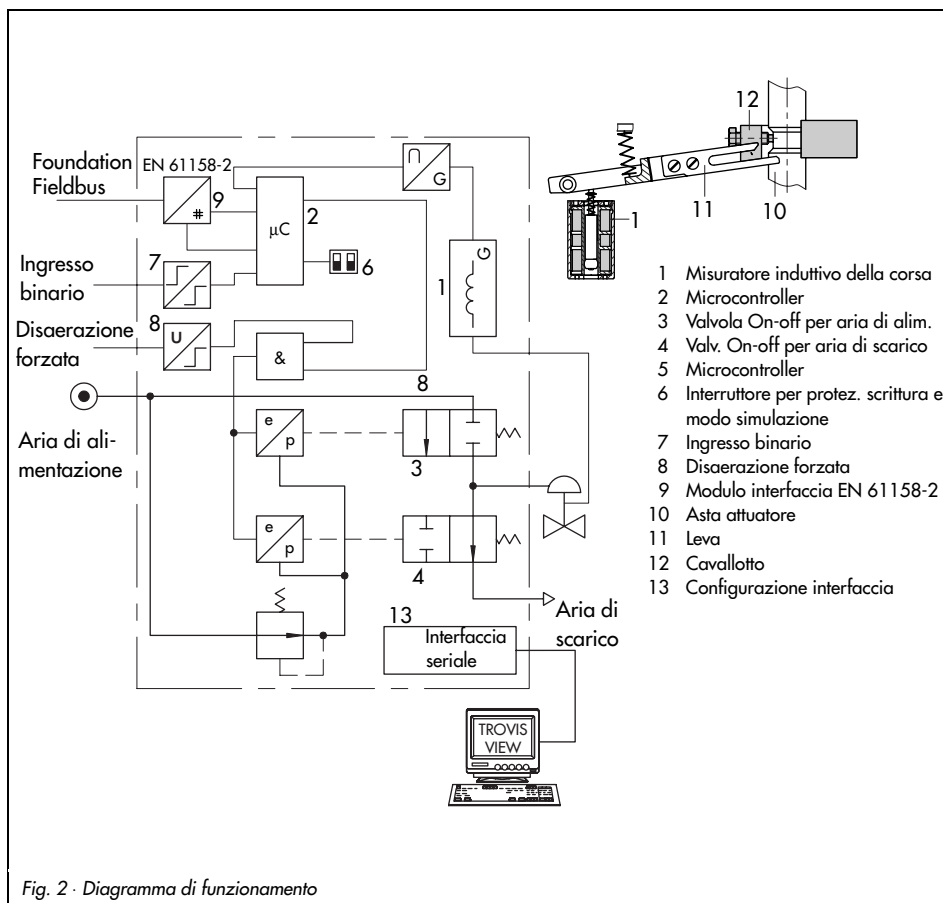 12
Foundation
Fieldbus
EN 61158-2
G
#
9
µC
2
1
11
10
Ingresso
binario
7
6
1
G
Disaerazione
forzata
8
U
&
8
Aria di ali-
mentazione
e
p
3
e
p
4
13
Interfaccia
seriale
Aria di
scarico
TROVIS
VIEW
1 Misuratore induttivo della corsa
2 Microcontroller
3 Valvola On-off per aria di alim.
4 Valv. On-off per aria di scarico
5 Microcontroller
6 Interruttore per protez. scrittura e
modo simulazione
7 Ingresso binario
8 Disaerazione forzata
9 Modulo interfaccia EN 61158-2
10 Asta attuatore
11 Leva
12 Cavallotto
13 Configurazione interfaccia
Fig. 2 · Diagramma di funzionamento